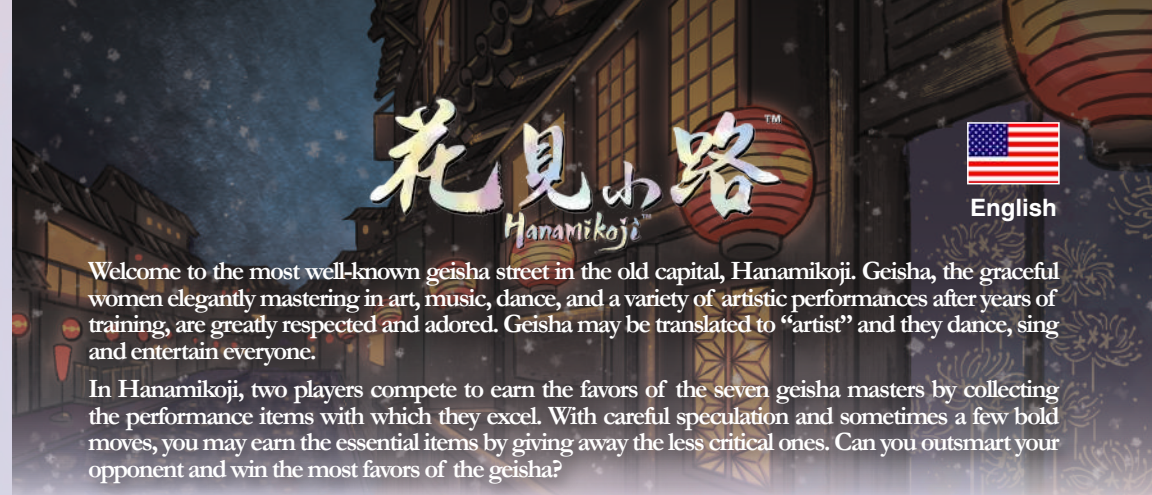 花見小路™
Hanamikoji™
English
Welcome to the most well-known geisha street in the old capital, Hanamikoji. Geisha, the graceful
women elegantly mastering in art, music, dance, and a variety of artistic performances after years of
training, are greatly respected and adored. Geisha may be translated to “artist” and they dance, sing
and entertain everyone.
In Hanamikoji, two players compete to earn the favors of the seven geisha masters by collecting
the performance items with which they excel. With careful speculation and sometimes a few bold
moves, you may earn the essential items by giving away the less critical ones. Can you outsmart your
opponent and win the most favors of the geisha?